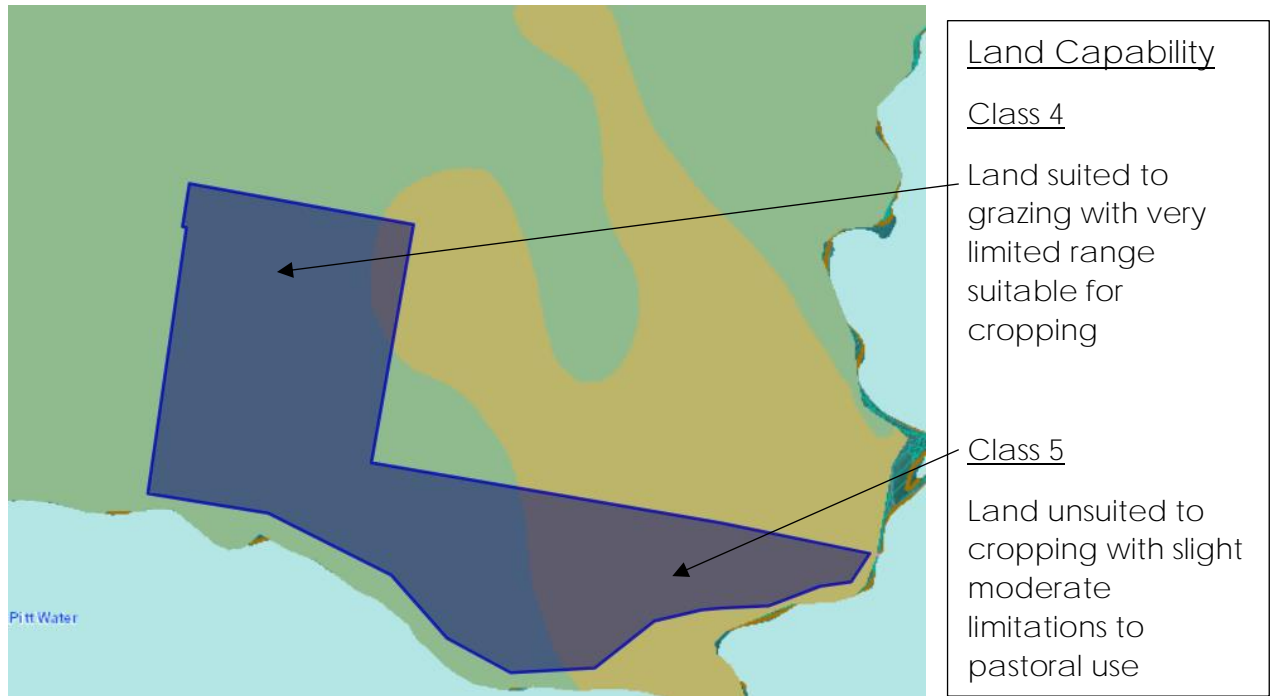 Land Capability
Class 4
Land suited to
grazing with very
limited range
suitable for
cropping
Class 5
Land unsuited to
cropping with slight
moderate
limitations to
pastoral use
Pitt Water